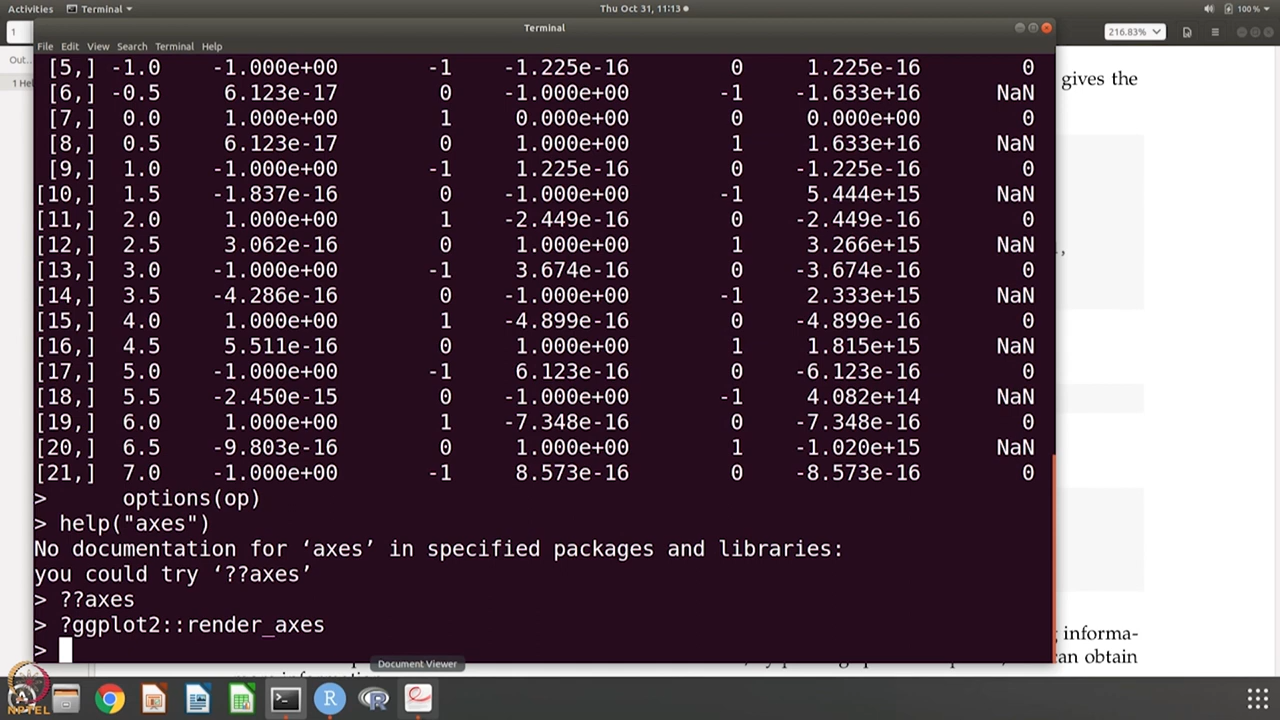 Activities
Terminal
Thu Oct 31, 11:13
100 %
1
Terminal
216.83%
File Edit View Search Terminal Help
Out…
1 Hel
gives the
[5,] -1.0 -1.000e+00 -1 -1.225e-16 0 1.225e-16 0
[6,] -0.5 6.123e-17 0 -1.000e+00 -1 -1.633e+16 NaN
[7,] 0.0 1.000e+00 1 0.000e+00 0 0.000e+00 0
[8,] 0.5 6.123e-17 0 1.000e+00 1 1.633e+16 NaN
[9,] 1.0 -1.000e+00 -1 1.225e-16 0 -1.225e-16 0
[10,] 1.5 -1.837e-16 0 -1.000e+00 -1 5.444e+15 NaN
[11,] 2.0 1.000e+00 1 -2.449e-16 0 -2.449e-16 0
[12,] 2.5 3.062e-16 0 1.000e+00 1 3.266e+15 NaN
[13,] 3.0 -1.000e+00 -1 3.674e-16 0 -3.674e-16 0
[14,] 3.5 -4.286e-16 0 -1.000e+00 -1 2.333e+15 NaN
[15,] 4.0 1.000e+00 1 -4.899e-16 0 -4.899e-16 0
[16,] 4.5 5.511e-16 0 1.000e+00 1 1.815e+15 NaN
[17,] 5.0 -1.000e+00 -1 6.123e-16 0 -6.123e-16 0
[18,] 5.5 -2.450e-15 0 -1.000e+00 -1 4.082e+14 NaN
[19,] 6.0 1.000e+00 1 -7.348e-16 0 -7.348e-16 0
[20,] 6.5 -9.803e-16 0 1.000e+00 1 -1.020e+15 NaN
[21,] 7.0 -1.000e+00 -1 8.573e-16 0 -8.573e-16 0
> options(op)
> help("axes")
No documentation for ‘axes’ in specified packages and libraries:
you could try ‘??axes’
> ??axes
> ?ggplot2::render_axes
>
informa-
can obtain
Document Viewer
NPTEL